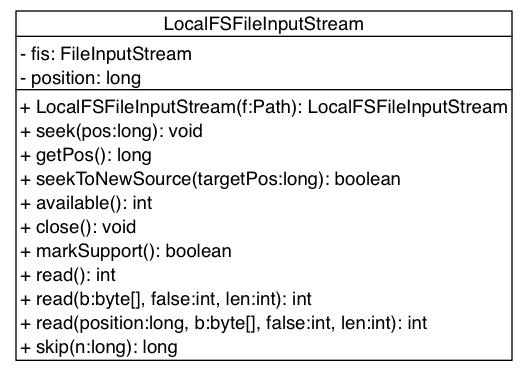 LocalFSFileInputStream
- fis: FileInputStream
- position: long
+ LocalFSFileInputStream(f:Path): LocalFSFileInputStream
+ seek(pos:long): void
+ getPos(): long
+ seekToNewSource(targetPos:long): boolean
+ available(): int
+ close(): void
+ markSupport(): boolean
+ read(): int
+ read(b:byte[], false:int, len:int): int
+ read(position:long, b:byte[], false:int, len:int): int
+ skip(n:long): long